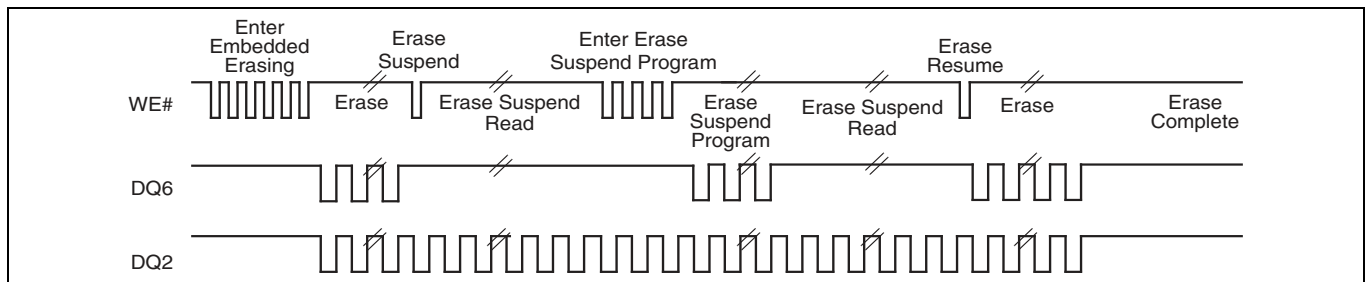 Enter
Embedded
Erasing
Erase
Suspend
Enter Erase
Suspend Program
Erase
Resume
WE#
Erase
Erase Suspend
Read
Erase
Suspend
Program
Erase Suspend
Read
Erase
Erase
Complete
DQ6
DQ2